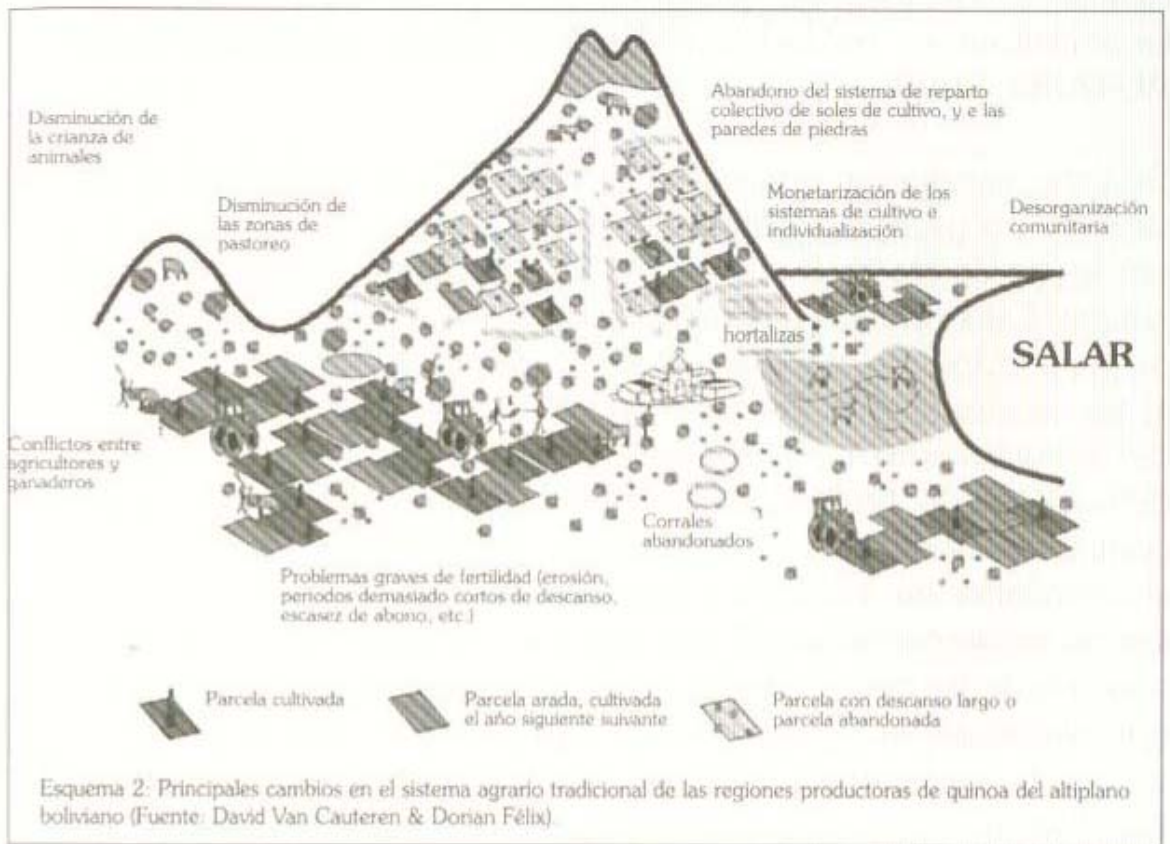 Disminución de
la crianza de
animales
Disminución de
las zonas de
pastoreo
Abandono del sistema de reparto
colectivo de soles de cultivo, y e las
paredes de piedras
Monetarización de los
sistemas de cultivo e
individualización
Desorganización
comunitaria
hortalizas
SALAR
Conflictos entre
agricultores y
ganaderos
Corrales
abandonados
Problemas graves de fertilidad (erosión,
periodos demasiado cortos de descanso,
escasez de abono, etc.)
Parcela cultivada
Parcela arada, cultivada
el año siguiente suivante
Parcela con descanso largo o
parcela abandonada
Esquema 2: Principales cambios en el sistema agrario tradicional de las regiones productoras de quinoa del altiplano
boliviano (Fuente: David Van Cauteren & Dorian Félix).